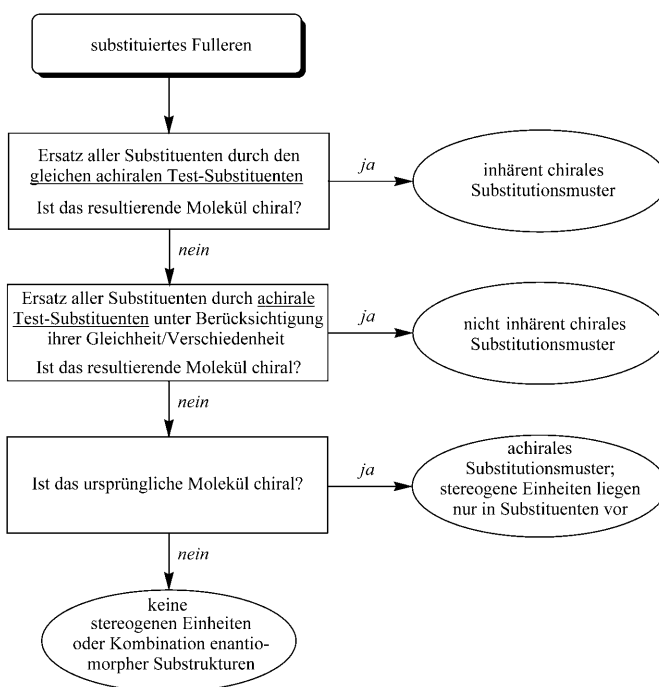 substituiertes Fulleren
Ersatz aller Substituenten durch den
gleichen achiralen Test-Substituenten
Ist das resultierende Molekül chiral?
ja
inhärent chirales
Substitutionsmuster
nein
Ersatz aller Substituenten durch achirale
Test-Substituenten unter Berücksichtigung
ihrer Gleichheit/Verschiedenheit
Ist das resultierende Molekül chiral?
ja
nicht inhärent chirales
Substitutionsmuster
nein
Ist das ursprüngliche Molekül chiral?
ja
achirales
Substitutionsmuster;
stereogene Einheiten liegen
nur in Substituenten vor
nein
keine
stereogenen Einheiten
oder Kombination enantio-
morpher Substrukturen